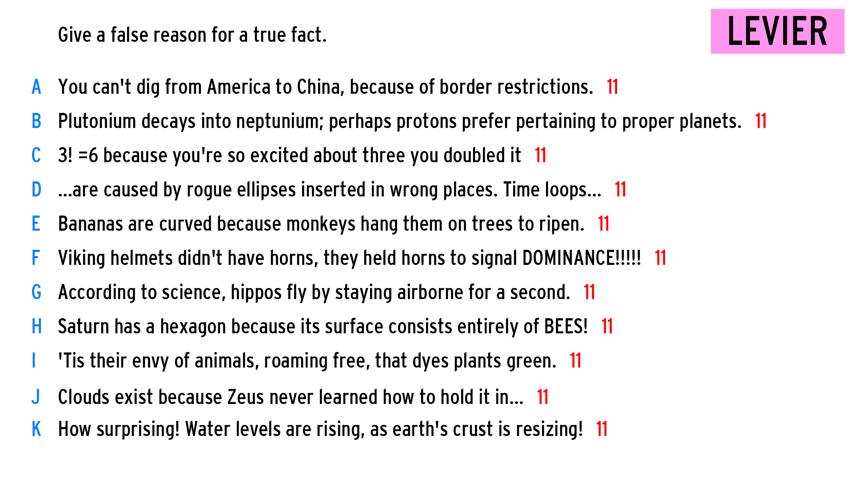 Give a false reason for a true fact.
LEVIER
A You can't dig from America to China, because of border restrictions. 11
B Plutonium decays into neptunium; perhaps protons prefer pertaining to proper planets. 11
C 3! =6 because you're so excited about three you doubled it 11
D ...are caused by rogue ellipses inserted in wrong places. Time loops... 11
E Bananas are curved because monkeys hang them on trees to ripen. 11
F Viking helmets didn't have horns, they held horns to signal DOMINANCE!!!!! 11
G According to science, hippos fly by staying airborne for a second. 11
H Saturn has a hexagon because its surface consists entirely of BEES! 11
I 'Tis their envy of animals, roaming free, that dyes plants green. 11
J Clouds exist because Zeus never learned how to hold it in... 11
K How surprising! Water levels are rising, as earth's crust is resizing! 11